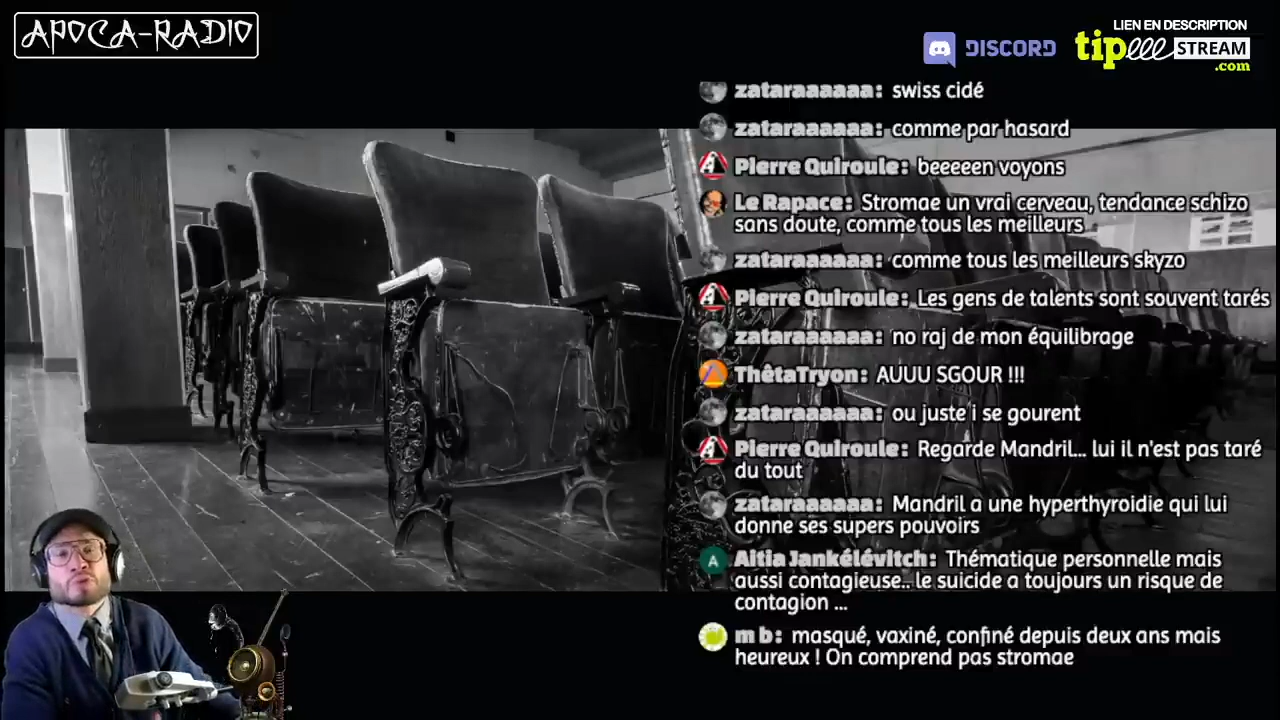 APOCA-RADIO
LIEN EN DESCRIPTION
DISCORD
tipeee STREAM
.com
zataraaaaaa: swiss cidé
zataraaaaaa: comme par hasard
Pierre Quiroule: beeeeen voyons
Le Rapace: Stromae un vrai cerveau, tendance schizo
sans doute, comme tous les meilleurs
zataraaaaaa: comme tous les meilleurs skyzo
Pierre Quiroule: Les gens de talents sont souvent tarés
zataraaaaaa: no raj de mon équilibrage
ThêtaTryon: AUUU SGOUR !!!
zataraaaaaa: ou juste i se gourent
Pierre Quiroule: Regarde Mandril... lui il n'est pas taré
du tout
zataraaaaaa: Mandril a une hyperthyroidie qui lui
donne ses supers pouvoirs
A
Aitia Jankélévitch: Thématique personnelle mais
aussi contagieuse.. le suicide a toujours un risque de
contagion ...
m b: masqué, vaxiné, confiné depuis deux ans mais
heureux ! On comprend pas stromae